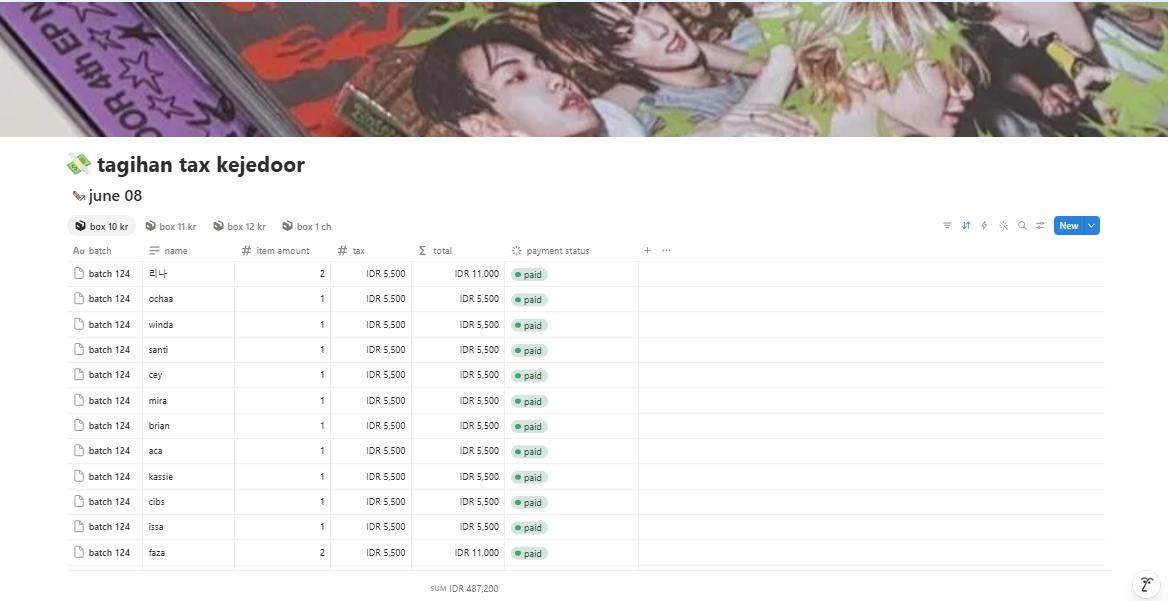 OOR 4th EP
💸 tagihan tax kejedoor
june 08
box 10 kr box 11 kr box 12 kr box 1 ch
New
Aa batch name # item amount # tax Σ total payment status + ...
batch 124 리나 2 IDR 5,500 IDR 11,000 paid
batch 124 ochaa 1 IDR 5,500 IDR 5,500 paid
batch 124 winda 1 IDR 5,500 IDR 5,500 paid
batch 124 santi 1 IDR 5,500 IDR 5,500 paid
batch 124 cey 1 IDR 5,500 IDR 5,500 paid
batch 124 mira 1 IDR 5,500 IDR 5,500 paid
batch 124 brian 1 IDR 5,500 IDR 5,500 paid
batch 124 aca 1 IDR 5,500 IDR 5,500 paid
batch 124 kassie 1 IDR 5,500 IDR 5,500 paid
batch 124 cibs 1 IDR 5,500 IDR 5,500 paid
batch 124 issa 1 IDR 5,500 IDR 5,500 paid
batch 124 faza 2 IDR 5,500 IDR 11,000 paid
SUM IDR 487,200